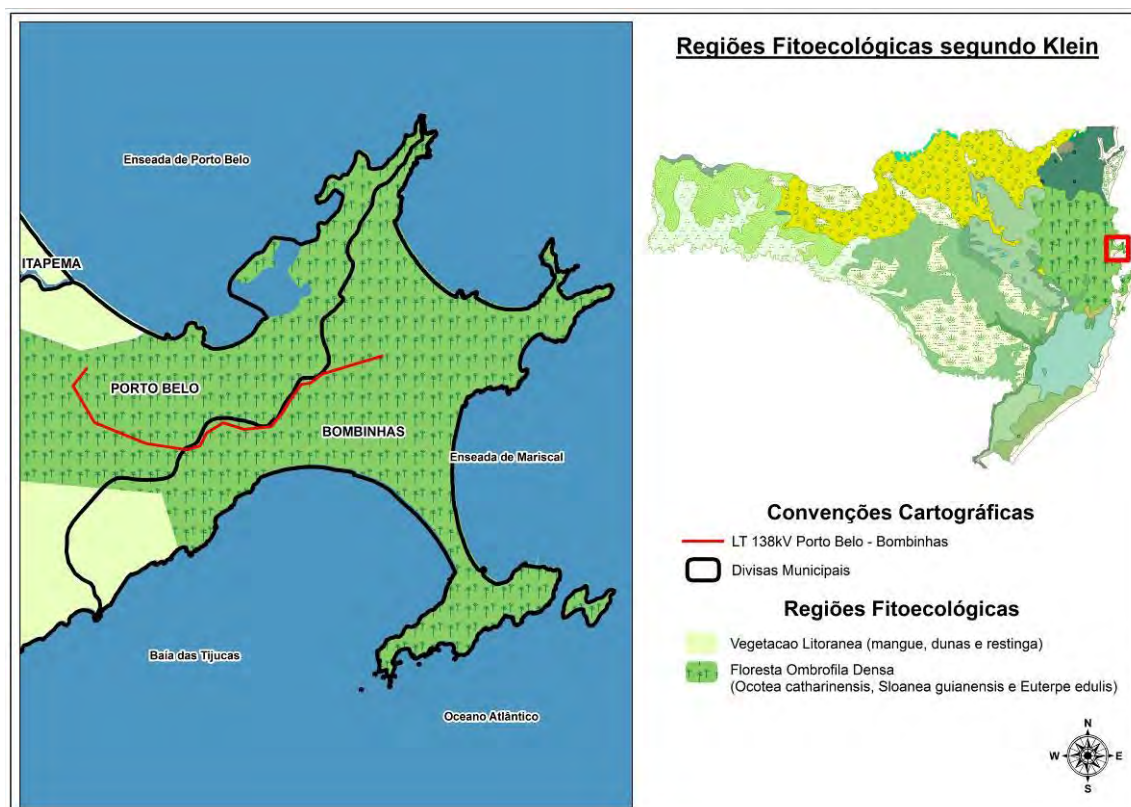 Regiões Fitoecológicas segundo Klein
Enseada de Porto Belo
ITAPEMA
PORTO BELO
BOMBINHAS
Enseada de Mariscal
Baía das Tijucas
Oceano Atlântico
Convenções Cartográficas
LT 138kV Porto Belo - Bombinhas
Divisas Municipais
Regiões Fitoecológicas
Vegetacao Litoranea (mangue, dunas e restinga)
Floresta Ombrofila Densa
(Ocotea catharinensis, Sloanea guianensis e Euterpe edulis)
N
W E
S